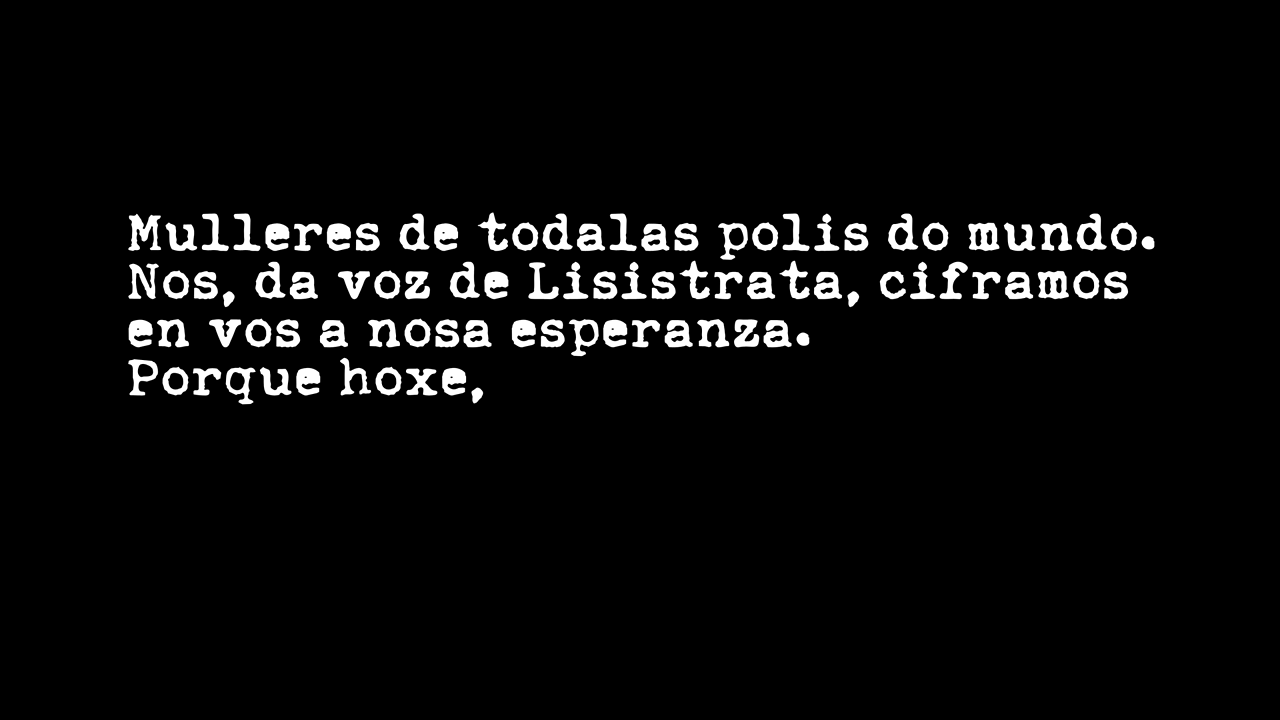 Mulleres de todalas polis do mundo.
Nos, da voz de Lisistrata, ciframos
en vos a nosa esperanza.
Porque hoxe,